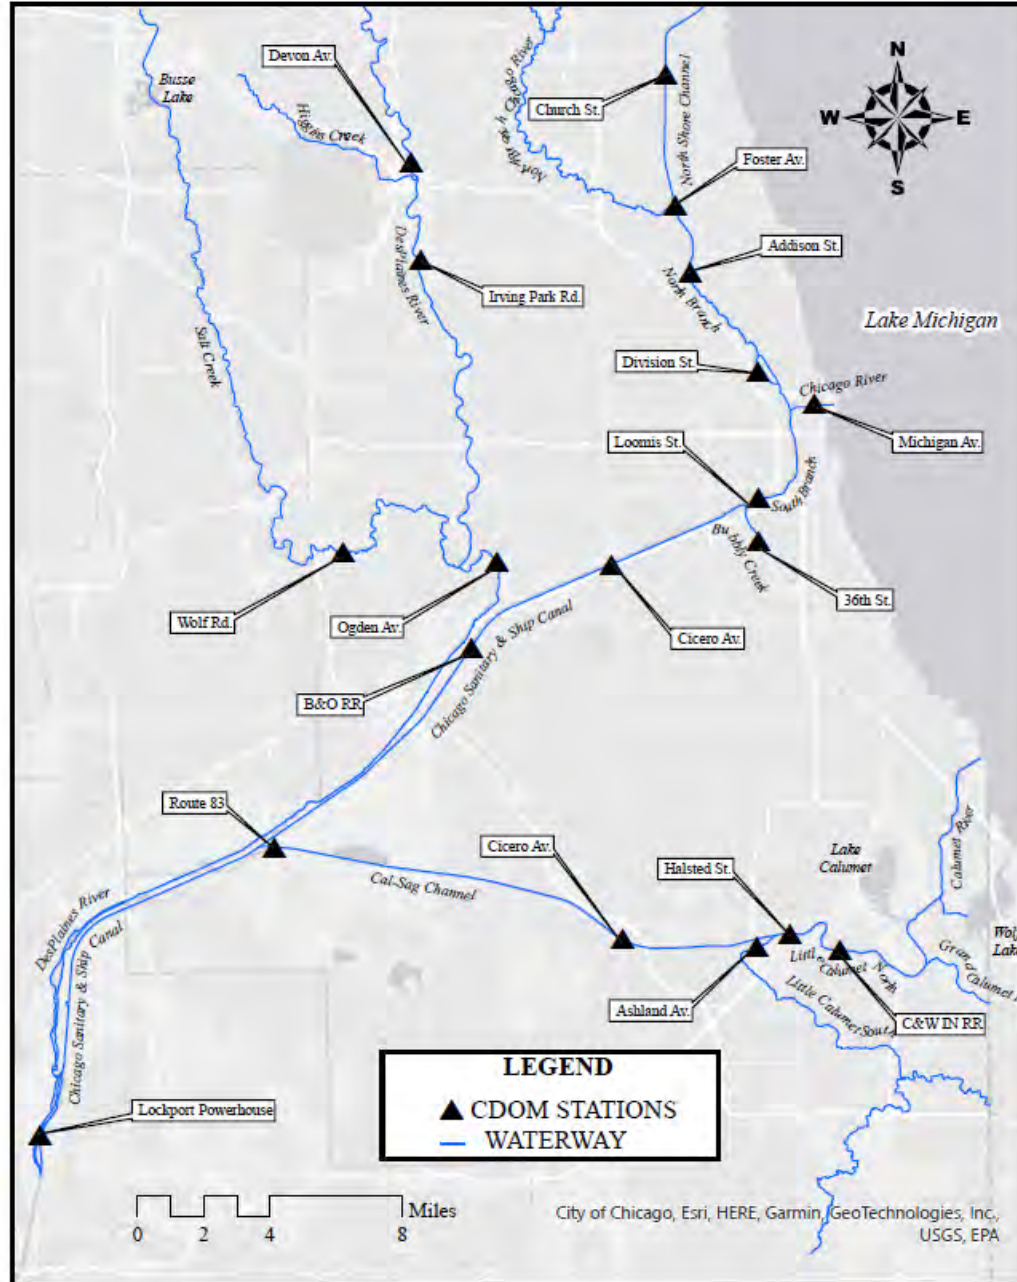 N
W
E
S
Devon Av.
Busse
Lake
Higgins Creek
Church St.
North Shore Channel
Foster Av.
Addison St.
DesPlaines River
Irving Park Rd.
North Branch
Lake Michigan
Salt Creek
Division St.
Chicago River
Michigan Av.
Loomis St.
South Branch
Bubbly Creek
36th St.
Wolf Rd.
Ogden Av.
Cicero Av.
Chicago Sanitary & Ship Canal
B&O RR
Route 83
Cal-Sag Channel
Cicero Av.
Halsted St.
Lake
Calumet
Calumet River
DesPlaines River
Chicago Sanitary & Ship Canal
Wolf
Lake
Grand Calumet
Little Calumet North
Little Calumet South
Ashland Av.
C&W IN RR
Lockport Powerhouse
LEGEND
CDOM STATIONS
WATERWAY
Miles
0 2 4 8
City of Chicago, Esri, HERE, Garmin, GeoTechnologies, Inc.,
USGS, EPA